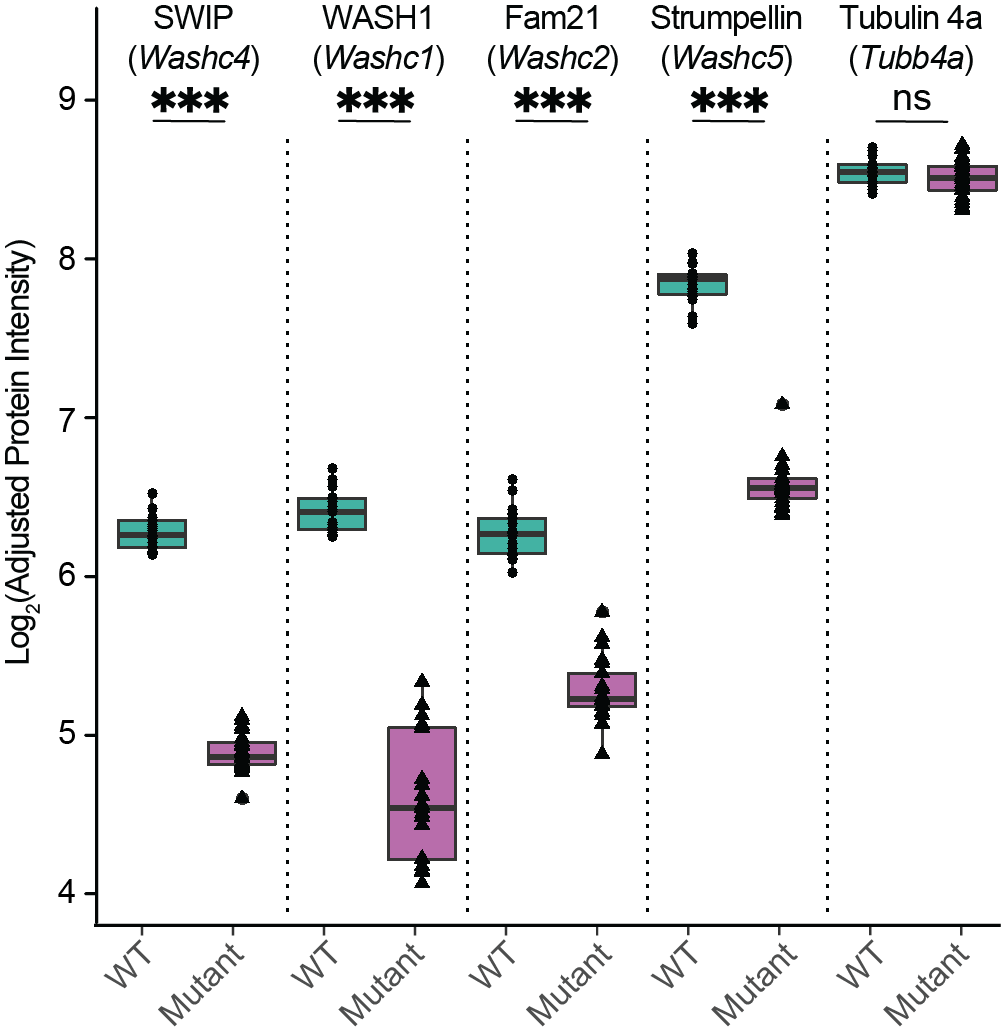 SWIP
(Washc4)
***
WASH1
(Washc1)
***
Fam21
(Washc2)
***
Strumpellin
(Washc5)
***
Tubulin 4a
(Tubb4a)
ns
Log2(Adjusted Protein Intensity)
9
8
7
6
5
4
WT
Mutant
WT
Mutant
WT
Mutant
WT
Mutant
WT
Mutant